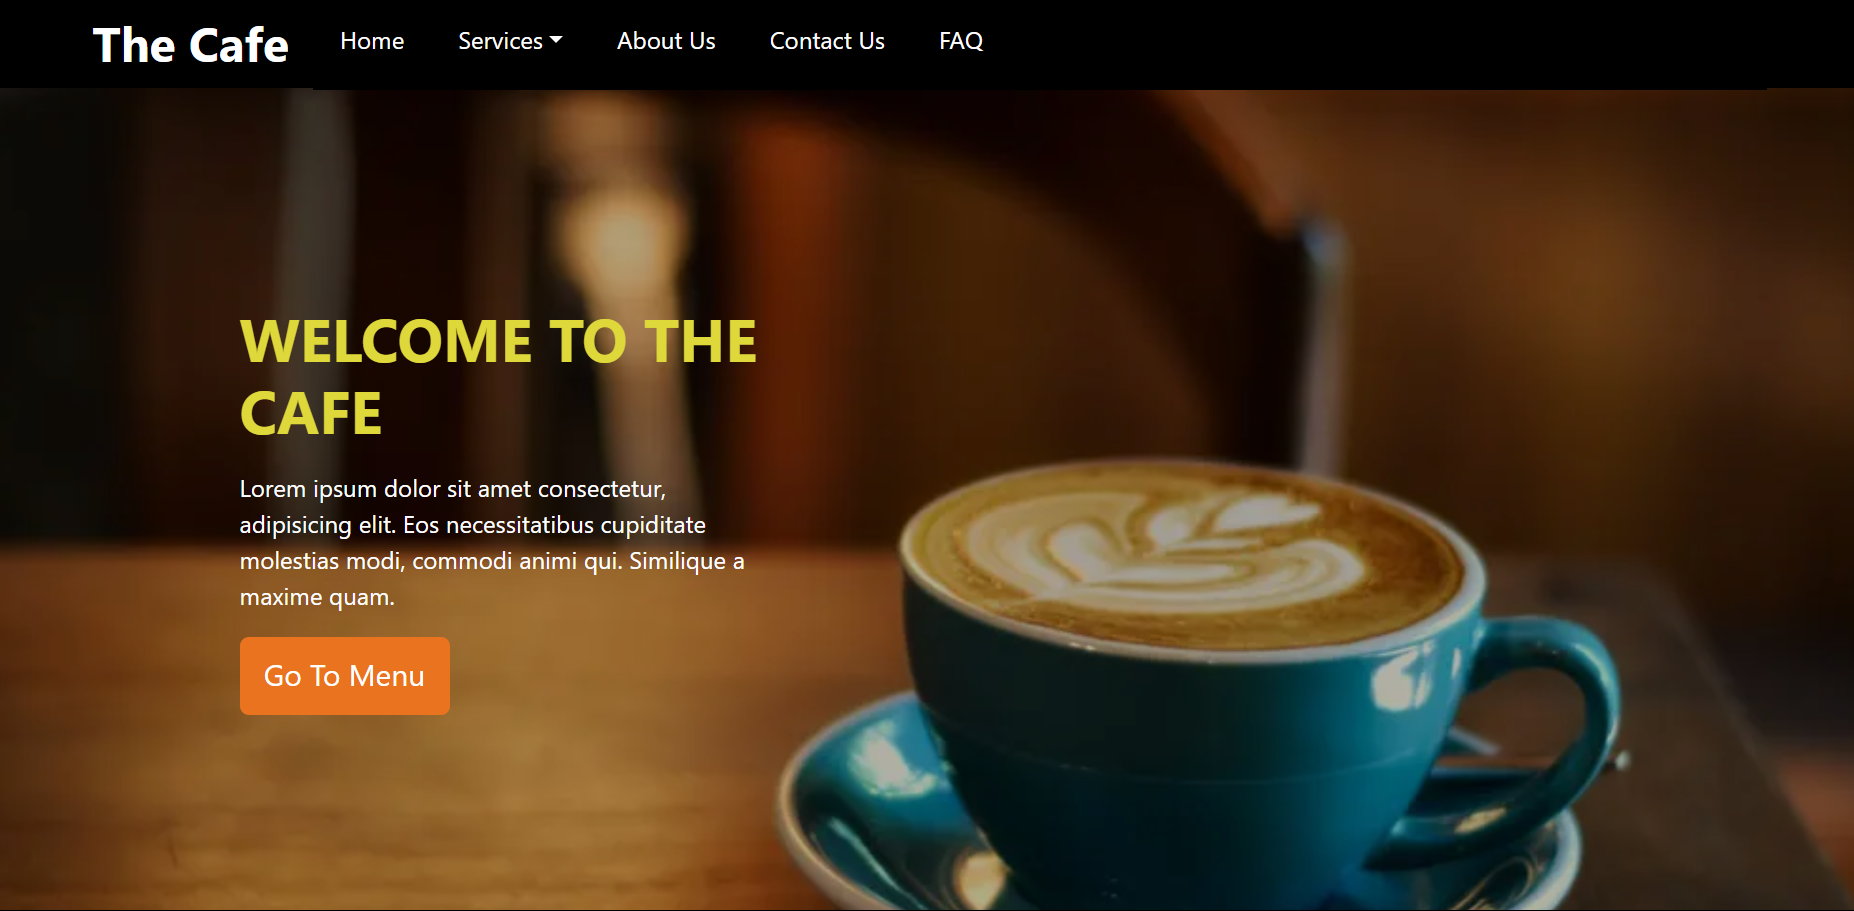 The Cafe Home Services About Us Contact Us FAQ
WELCOME TO THE
CAFE
Lorem ipsum dolor sit amet consectetur,
adipisicing elit. Eos necessitatibus cupiditate
molestias modi, commodi animi qui. Similique a
maxime quam.
Go To Menu